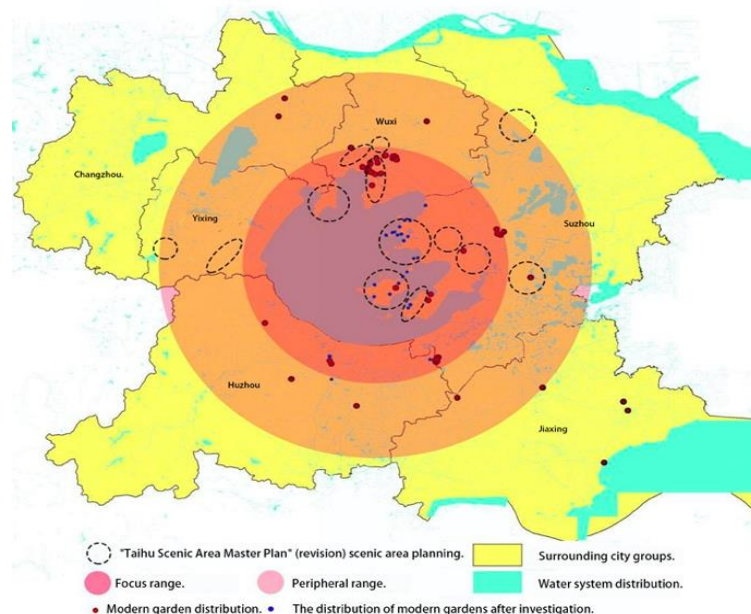 Wuxi
Changzhou.
Yixing
Suzhou
Huzhou
Jiaxing
"Taihu Scenic Area Master Plan" (revision) scenic area planning.
Surrounding city groups.
Focus range.
Peripheral range.
Water system distribution.
Modern garden distribution.
The distribution of modern gardens after investigation.